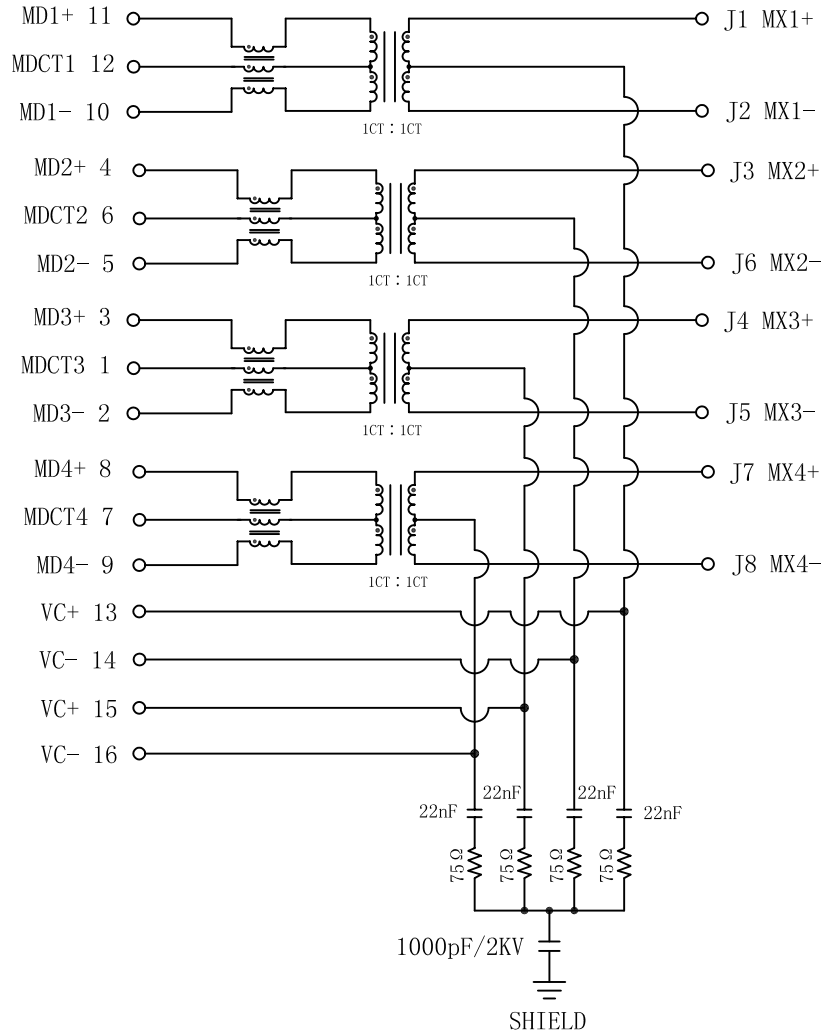 MD1+ 11
J1 MX1+
MDCT1 12
MD1- 10
J2 MX1-
1CT : 1CT
MD2+ 4
J3 MX2+
MDCT2 6
MD2- 5
J6 MX2-
1CT : 1CT
MD3+ 3
J4 MX3+
MDCT3 1
MD3- 2
J5 MX3-
1CT : 1CT
MD4+ 8
J7 MX4+
MDCT4 7
MD4- 9
J8 MX4-
1CT : 1CT
VC+ 13
VC- 14
VC+ 15
VC- 16
22nF 22nF 22nF 22nF
75Ω 75Ω 75Ω 75Ω
1000pF/2KV
SHIELD